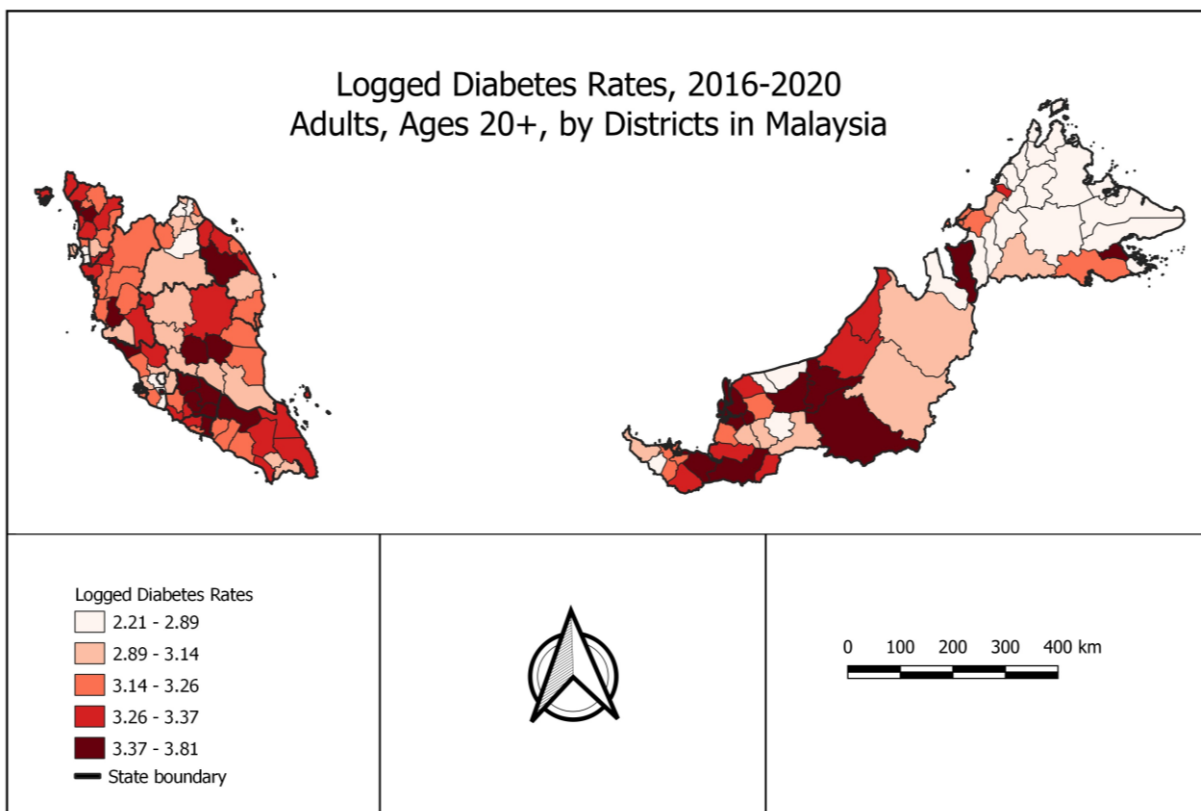 Logged Diabetes Rates, 2016-2020
Adults, Ages 20+, by Districts in Malaysia
Logged Diabetes Rates
2.21 - 2.89
2.89 - 3.14
3.14 - 3.26
3.26 - 3.37
3.37 - 3.81
State boundary
0 100 200 300 400 km